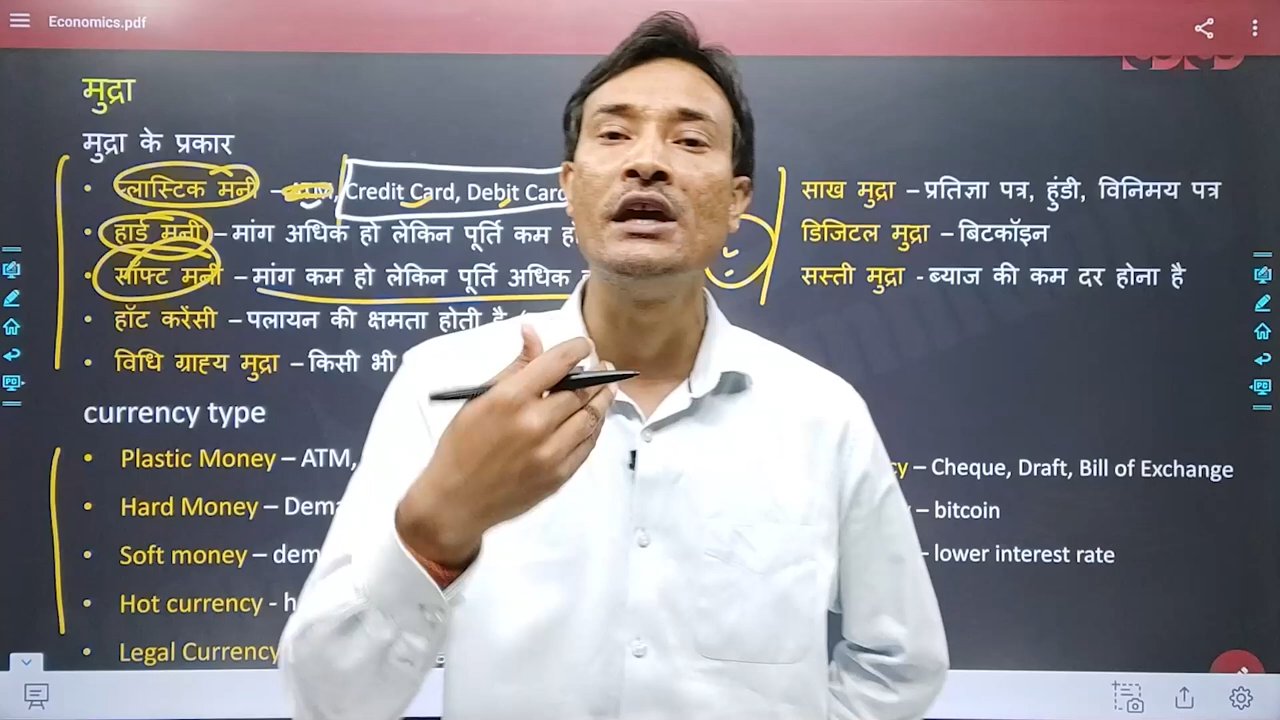 Economics.pdf
मुद्रा
मुद्रा के प्रकार
• प्लास्टिक मनी – ATM, Credit Card, Debit Card
• हार्ड मनी – मांग अधिक हो लेकिन पूर्ति कम हो
• सॉफ्ट मनी – मांग कम हो लेकिन पूर्ति अधिक
• हॉट करेंसी – पलायन की क्षमता होती है
• विधि ग्राह्य मुद्रा – किसी भी
साख मुद्रा – प्रतिज्ञा पत्र, हुंडी, विनिमय पत्र
डिजिटल मुद्रा – बिटकॉइन
सस्ती मुद्रा - ब्याज की कम दर होना है
currency type
• Plastic Money – ATM,
• Hard Money – Dem
• Soft money – dem
• Hot currency - h
• Legal Currency
– Cheque, Draft, Bill of Exchange
– bitcoin
– lower interest rate